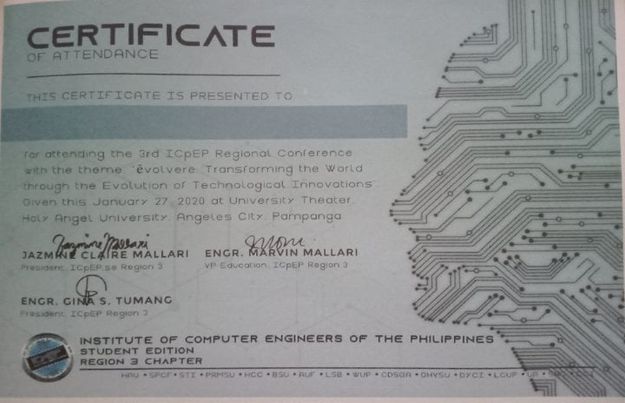 CERTIFICATE
OF ATTENDANCE
THIS CERTIFICATE IS PRESENTED TO
for attending the 3rd ICpEP Regional Conference
with the theme "ēvolvere: Transforming the World
through the Evolution of Technological Innovations"
Given this January 27, 2020 at University Theater,
Holy Angel University, Angeles City, Pampanga
Jazmine Mallari
JAZMINE CLAIRE MALLARI
President, ICpEP.se Region 3
ENGR. MARVIN MALLARI
VP Education, ICpEP Region 3
ENGR. GINA S. TUMANG
President, ICpEP Region 3
INSTITUTE OF COMPUTER ENGINEERS OF THE PHILIPPINES
STUDENT EDITION
REGION 3 CHAPTER
HAU • SPCF • STI • PRMSU • HCC • BSU • AUF • LSB • WUP • CDSGA • DHVSU • DYCI • LCUP • UA